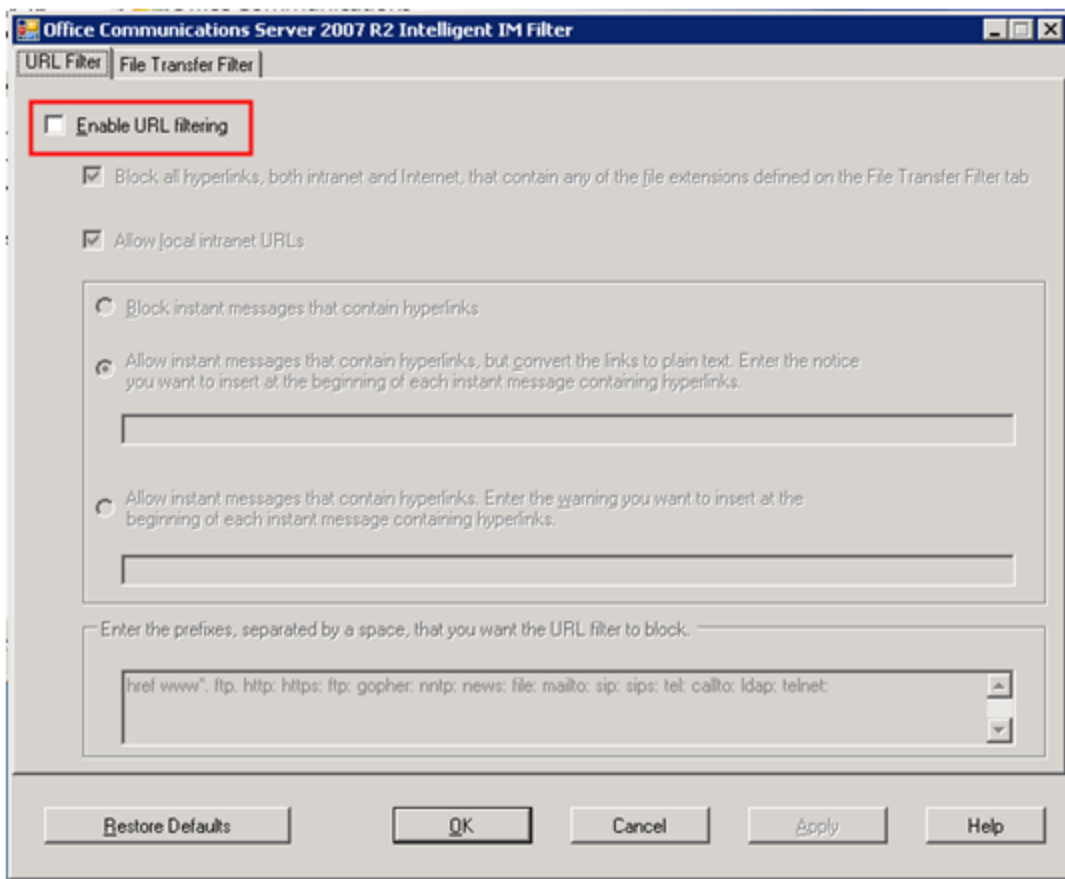 Office Communications Server 2007 R2 Intelligent IM Filter
URL Filter
File Transfer Filter
Enable URL filtering
Block all hyperlinks, both intranet and Internet, that contain any of the file extensions defined on the File Transfer Filter tab
Allow local intranet URLs
Block instant messages that contain hyperlinks
Allow instant messages that contain hyperlinks, but convert the links to plain text. Enter the notice
you want to insert at the beginning of each instant message containing hyperlinks.
Allow instant messages that contain hyperlinks. Enter the warning you want to insert at the
beginning of each instant message containing hyperlinks.
Enter the prefixes, separated by a space, that you want the URL filter to block.
href www*. ftp. http: https: ftp: gopher: nntp: news: file: mailto: sip: sips: tel: callto: ldap: telnet:
Restore Defaults
OK
Cancel
Apply
Help